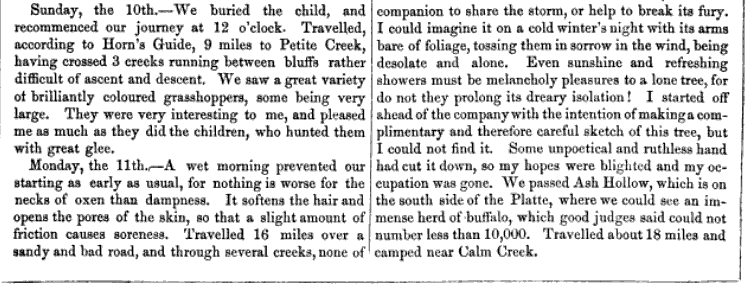 Sunday, the 10th.—We buried the child, and
recommenced our journey at 12 o'clock. Travelled,
according to Horn's Guide, 9 miles to Petite Creek,
having crossed 3 creeks running between bluffs rather
difficult of ascent and descent. We saw a great variety
of brilliantly coloured grasshoppers, some being very
large. They were very interesting to me, and pleased
me as much as they did the children, who hunted them
with great glee.
Monday, the 11th.—A wet morning prevented our
starting as early as usual, for nothing is worse for the
necks of oxen than dampness. It softens the hair and
opens the pores of the skin, so that a slight amount of
friction causes soreness. Travelled 16 miles over a
sandy and bad road, and through several creeks, none of
companion to share the storm, or help to break its fury.
I could imagine it on a cold winter's night with its arms
bare of foliage, tossing them in sorrow in the wind, being
desolate and alone. Even sunshine and refreshing
showers must be melancholy pleasures to a lone tree, for
do not they prolong its dreary isolation! I started off
ahead of the company with the intention of making a com-
plimentary and therefore careful sketch of this tree, but
I could not find it. Some unpoetical and ruthless hand
had cut it down, so my hopes were blighted and my oc-
cupation was gone. We passed Ash Hollow, which is on
the south side of the Platte, where we could see an im-
mense herd of buffalo, which good judges said could not
number less than 10,000. Travelled about 18 miles and
camped near Calm Creek.